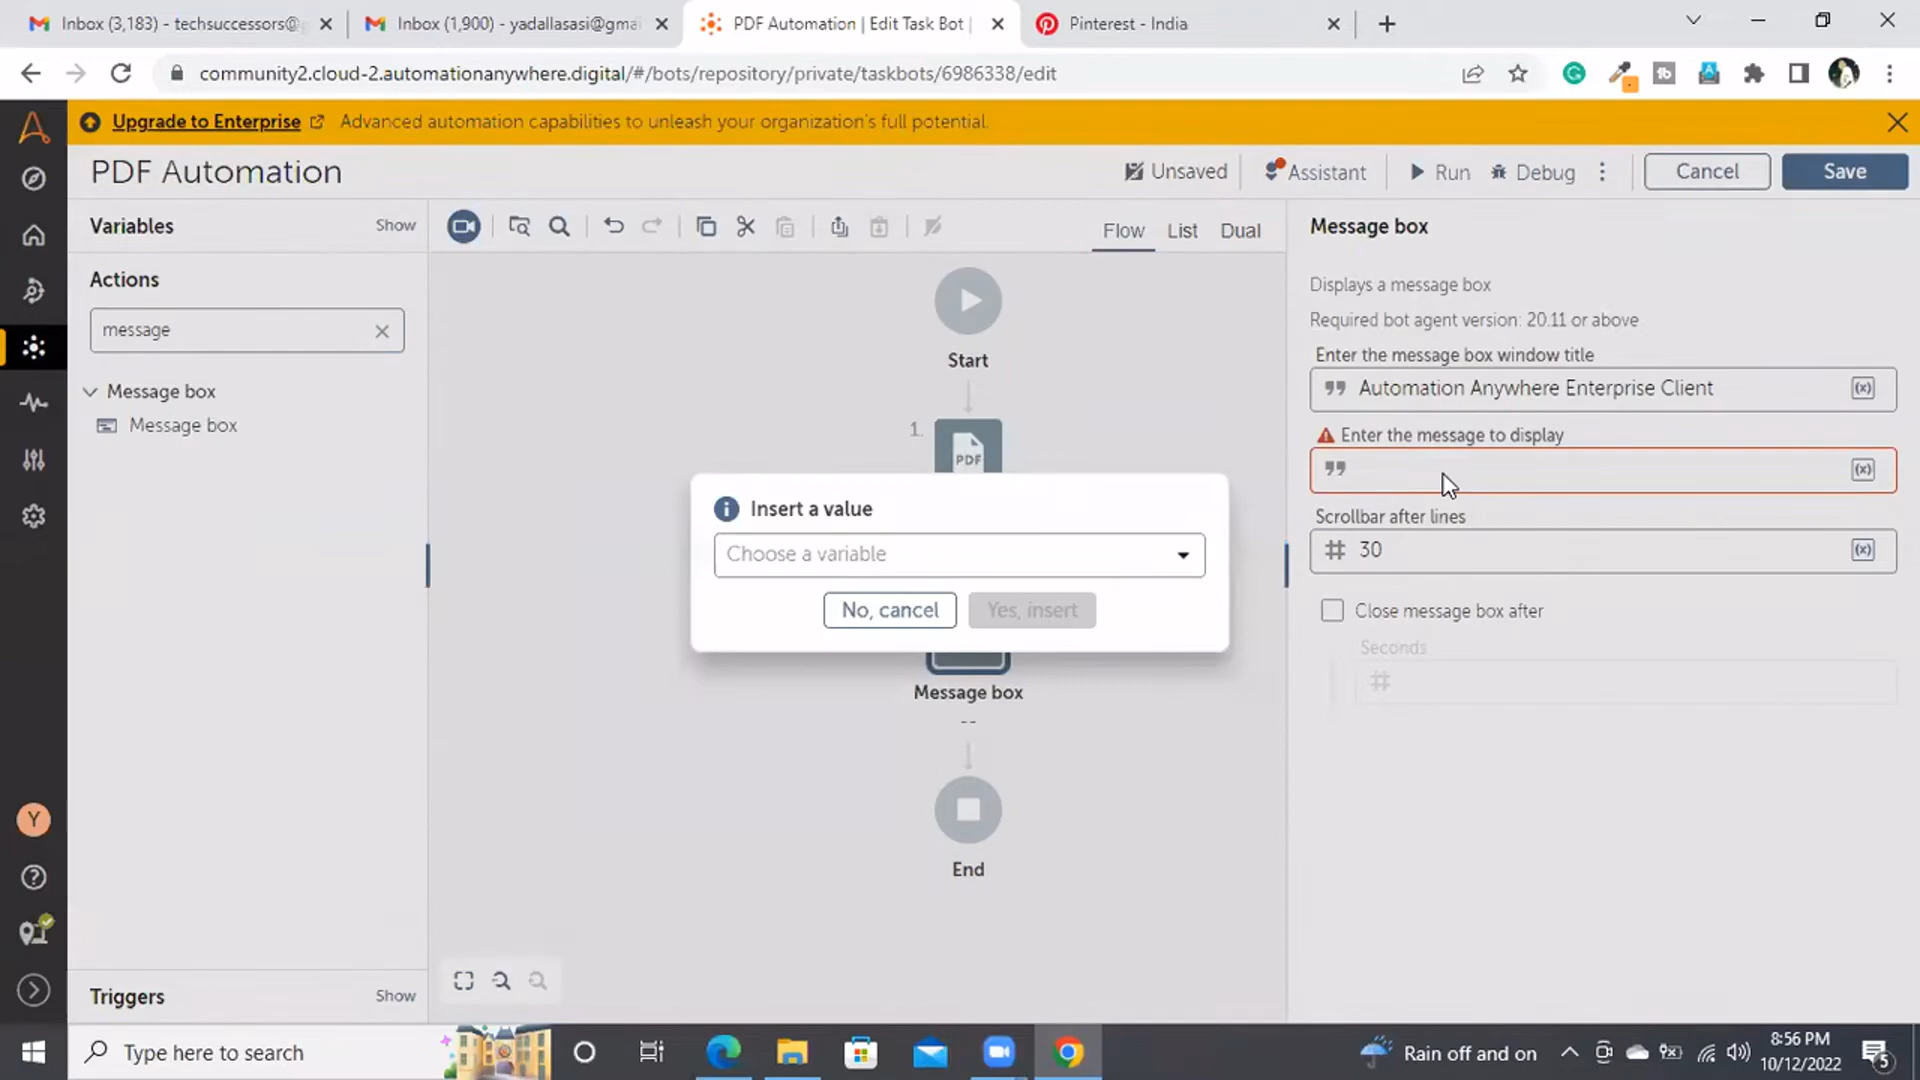 Inbox (3,183) - techsuccessors@g
Inbox (1,900) - yadallasasi@gmai
PDF Automation | Edit Task Bot |
Pinterest - India
community2.cloud-2.automationanywhere.digital/#/bots/repository/private/taskbots/6986338/edit
Upgrade to Enterprise
Advanced automation capabilities to unleash your organization's full potential.
PDF Automation
Unsaved
Assistant
Run
Debug
Cancel
Save
Variables
Show
Flow
List
Dual
Message box
Actions
message
Displays a message box
Required bot agent version: 20.11 or above
Enter the message box window title
Automation Anywhere Enterprise Client
(x)
Start
Message box
Message box
1.
PDF
Enter the message to display
(x)
Insert a value
Choose a variable
No, cancel
Yes, insert
Scrollbar after lines
30
(x)
Close message box after
Seconds
Message box
--
End
Y
Triggers
Show
Type here to search
Rain off and on
8:56 PM
10/12/2022
5